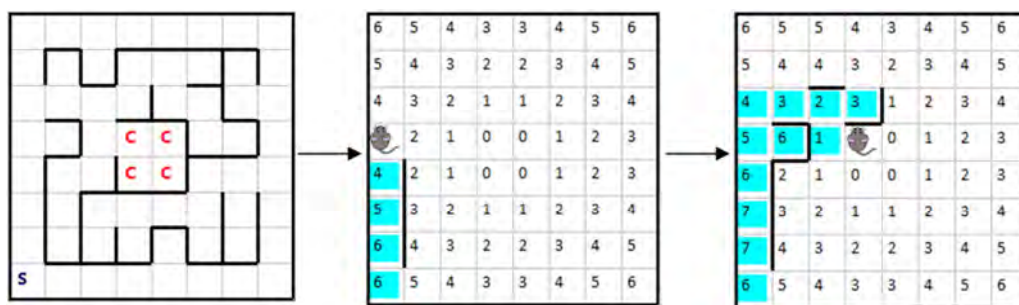 C C
C C
S
6 5 4 3 3 4 5 6
5 4 3 2 2 3 4 5
4 3 2 1 1 2 3 4
2 1 0 0 1 2 3
4 2 1 0 0 1 2 3
5 3 2 1 1 2 3 4
6 4 3 2 2 3 4 5
6 5 4 3 3 4 5 6
6 5 5 4 3 4 5 6
5 4 4 3 2 3 4 5
4 3 2 3 1 2 3 4
5 6 1 0 1 2 3
6 2 1 0 0 1 2 3
7 3 2 1 1 2 3 4
7 4 3 2 2 3 4 5
6 5 4 3 3 4 5 6